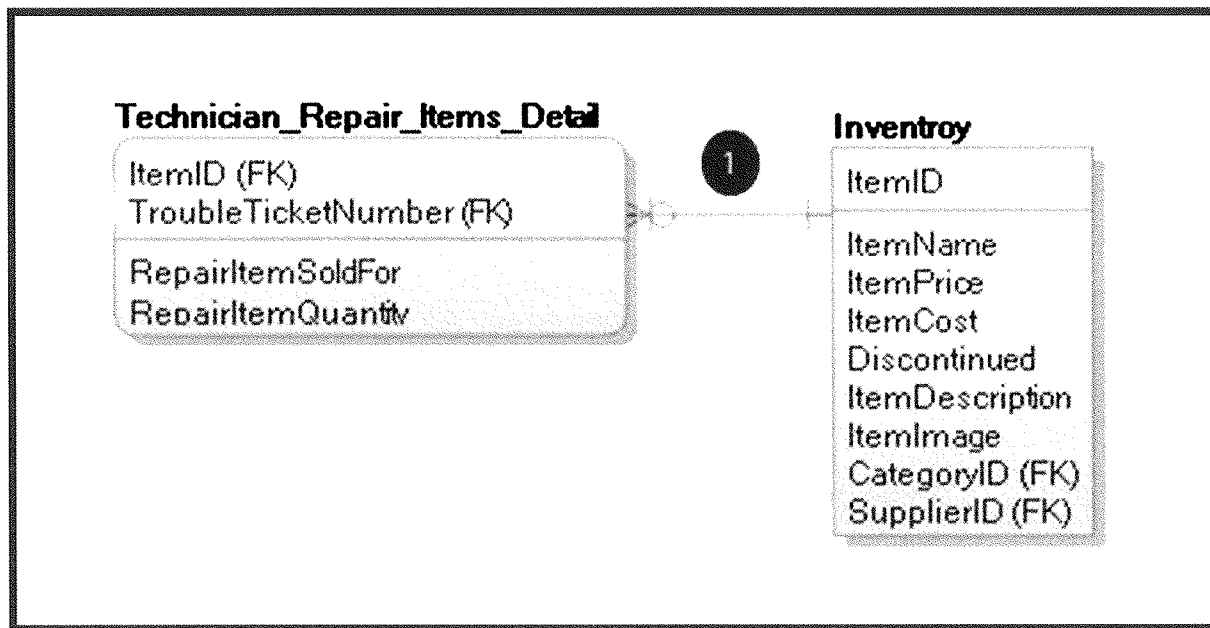 Technician_Repair_Items_Detail
ItemID (FK)
TroubleTicketNumber (FK)
RepairItemSoldFor
RepairItemQuantity
1
Inventroy
ItemID
ItemName
ItemPrice
ItemCost
Discontinued
ItemDescription
ItemImage
CategoryID (FK)
SupplierID (FK)